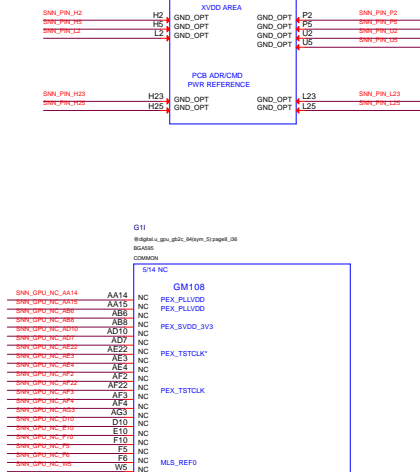 XVDD AREA
SNN_PIN_H2 H2 GND_OPT GND_OPT P2 SNN_PIN_P2
SNN_PIN_H5 H5 GND_OPT GND_OPT P5 SNN_PIN_P5
SNN_PIN_L2 L2 GND_OPT GND_OPT U2 SNN_PIN_U2
GND_OPT U5 SNN_PIN_U5
PCB ADR/CMD
PWR REFERENCE
SNN_PIN_H23 H23 GND_OPT GND_OPT L23 SNN_PIN_L23
SNN_PIN_H25 H25 GND_OPT GND_OPT L25 SNN_PIN_L25
G1I
BGA595
COMMON
5/14 NC
GM108
SNN_GPU_NC_AA14 AA14 NC PEX_PLLVDD
SNN_GPU_NC_AA15 AA15 NC PEX_PLLVDD
SNN_GPU_NC_AB6 AB6 NC
SNN_GPU_NC_AB8 AB8 NC PEX_SVDD_3V3
SNN_GPU_NC_AD10 AD10 NC
SNN_GPU_NC_AD7 AD7 NC
SNN_GPU_NC_AE22 AE22 NC PEX_TSTCLK*
SNN_GPU_NC_AE3 AE3 NC
SNN_GPU_NC_AE4 AE4 NC
SNN_GPU_NC_AF2 AF2 NC
SNN_GPU_NC_AF22 AF22 NC PEX_TSTCLK
SNN_GPU_NC_AF3 AF3 NC
SNN_GPU_NC_AF4 AF4 NC
SNN_GPU_NC_AG3 AG3 NC
SNN_GPU_NC_D10 D10 NC
SNN_GPU_NC_E10 E10 NC
SNN_GPU_NC_F10 F10 NC
SNN_GPU_NC_F5 F5 NC
SNN_GPU_NC_F6 F6 NC MLS_REF0
SNN_GPU_NC_W5 W5 NC